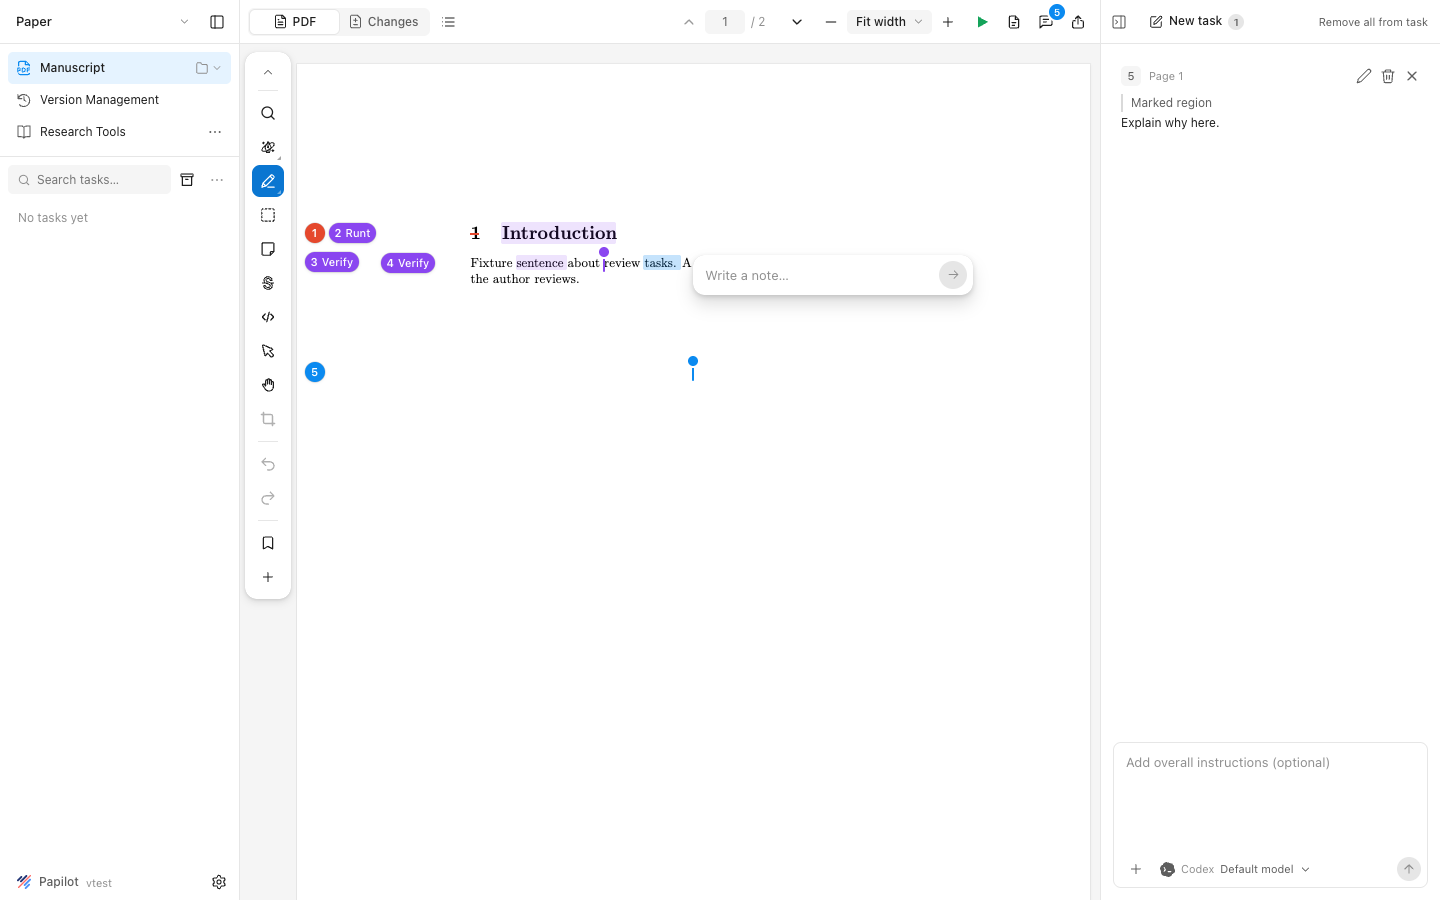 Paper
PDF
Changes
1
/ 2
Fit width
5
New task
1
Remove all from task
Manuscript
Version Management
Research Tools
Search tasks...
No tasks yet
5
Page 1
Marked region
Explain why here.
1
2 Runt
1 Introduction
3 Verify
4 Verify
Fixture sentence about review tasks. A
the author reviews.
Write a note...
5
Add overall instructions (optional)
Codex
Default model
Papilot
vtest